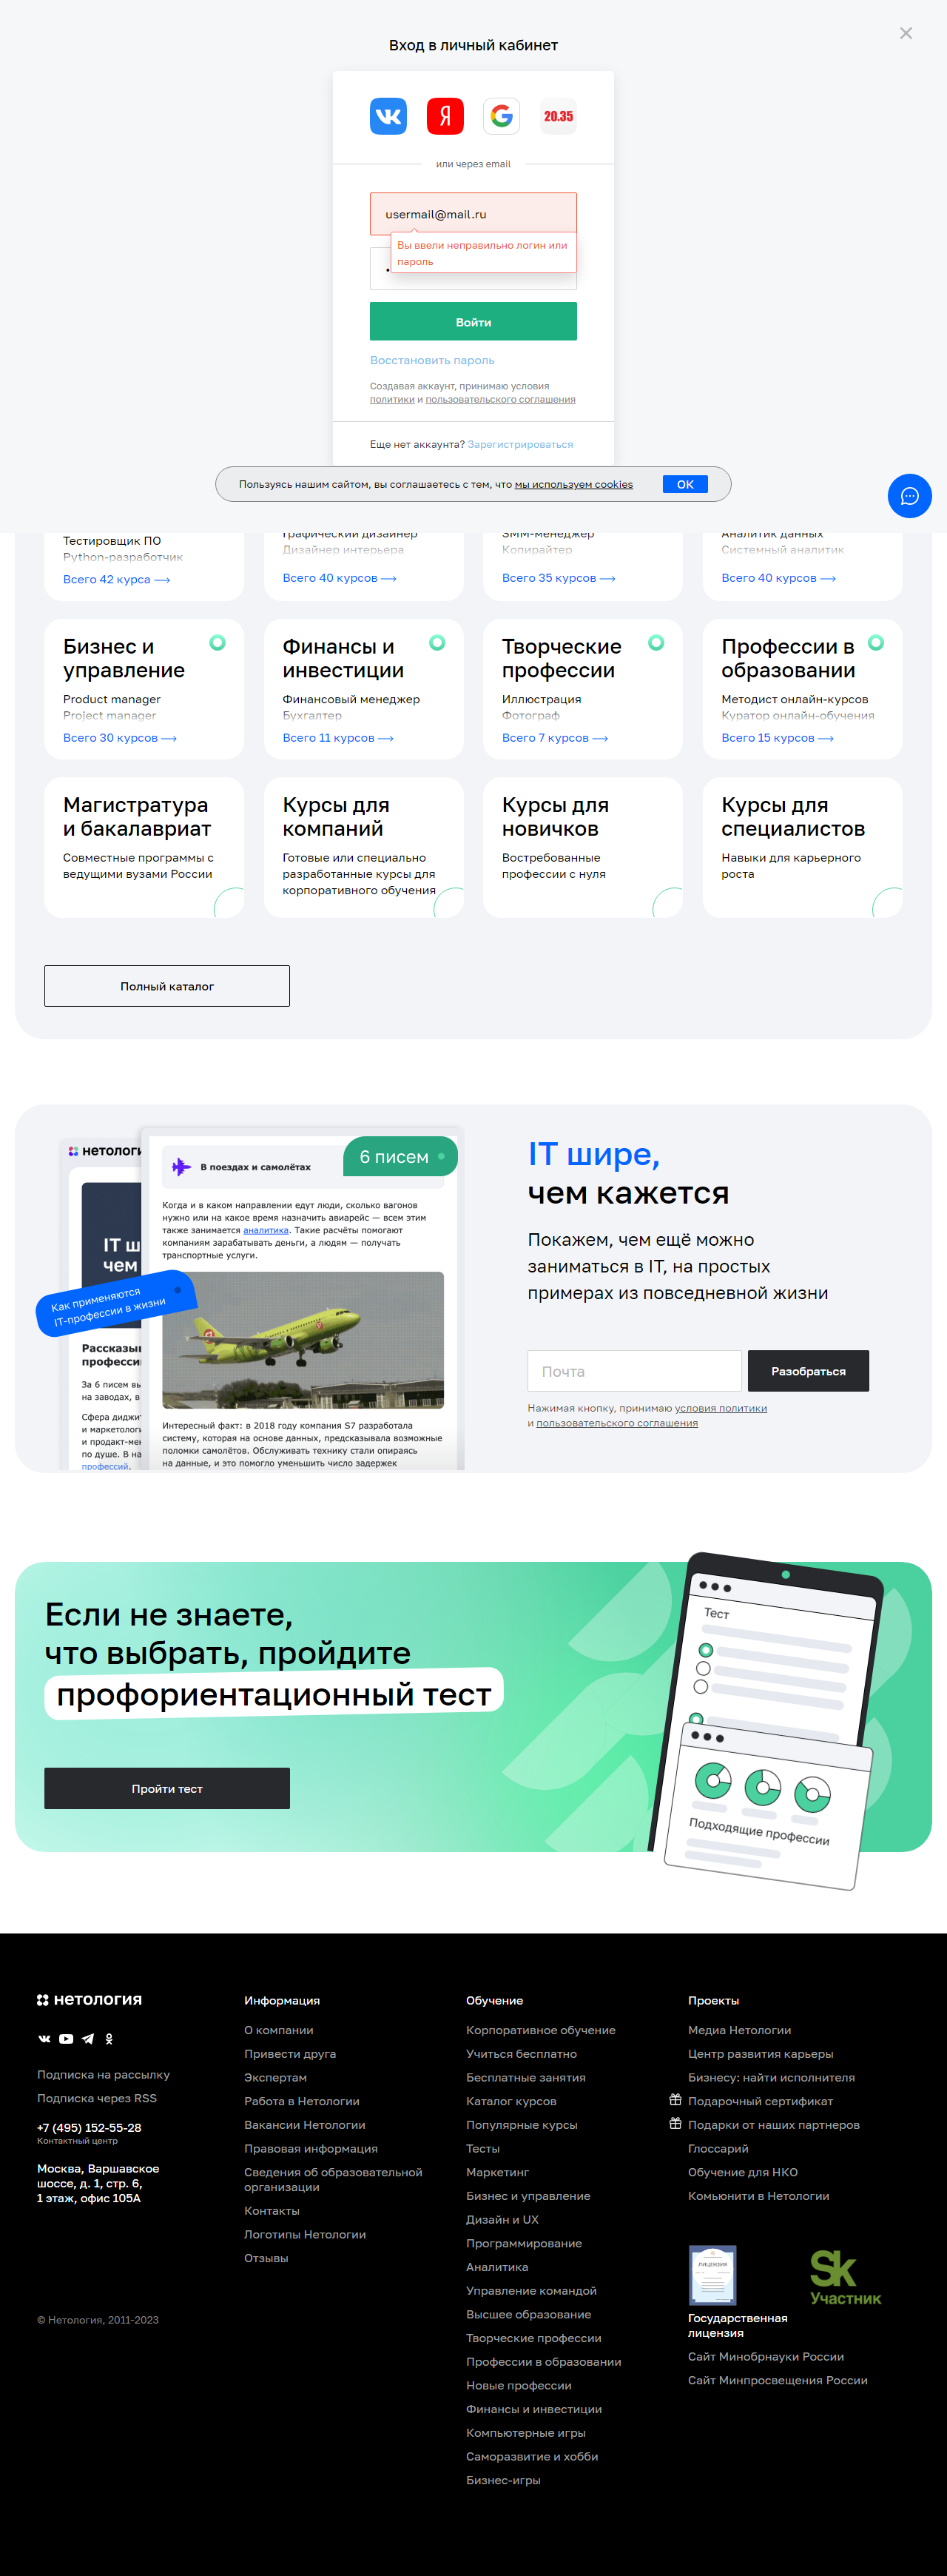 Вход в личный кабинет
20.35
или через email
usermail@mail.ru
Вы ввели неправильно логин или
пароль
Войти
Восстановить пароль
Создавая аккаунт, принимаю условия
политики и пользовательского соглашения
Еще нет аккаунта? Зарегистрироваться
Пользуясь нашим сайтом, вы соглашаетесь с тем, что мы используем cookies
ОК
Тестировщик ПО
Python-разработчик
Всего 42 курса
Графический дизайнер
Дизайнер интерьера
Всего 40 курсов
SMM-менеджер
Копирайтер
Всего 35 курсов
Аналитик данных
Системный аналитик
Всего 40 курсов
Бизнес и
управление
Product manager
Project manager
Всего 30 курсов
Финансы и
инвестиции
Финансовый менеджер
Бухгалтер
Всего 11 курсов
Творческие
профессии
Иллюстрация
Фотограф
Всего 7 курсов
Профессии в
образовании
Методист онлайн-курсов
Куратор онлайн-обучения
Всего 15 курсов
Магистратура
и бакалавриат
Совместные программы с
ведущими вузами России
Курсы для
компаний
Готовые или специально
разработанные курсы для
корпоративного обучения
Курсы для
новичков
Востребованные
профессии с нуля
Курсы для
специалистов
Навыки для карьерного
роста
Полный каталог
нетологи
IT ш
чем
Как применяются
IT-профессии в жизни
Рассказы
професси
За 6 писем вы
на заводах, в
Сфера диджит
и маркетолог
и продакт-мен
по душе. В на
профессий.
6 писем
В поездах и самолётах
Когда и в каком направлении едут люди, сколько вагонов
нужно или на какое время назначить авиарейс — всем этим
также занимается аналитика. Такие расчёты помогают
компаниям зарабатывать деньги, а людям — получать
транспортные услуги.
Интересный факт: в 2018 году компания S7 разработала
систему, которая на основе данных, предсказывала возможные
поломки самолётов. Обслуживать технику стали опираясь
на данные, и это помогло уменьшить число задержек
IT шире,
чем кажется
Покажем, чем ещё можно
заниматься в IT, на простых
примерах из повседневной жизни
Почта
Разобраться
Нажимая кнопку, принимаю условия политики
и пользовательского соглашения
Если не знаете,
что выбрать, пройдите
профориентационный тест
Пройти тест
Тест
Подходящие профессии
нетология
Подписка на рассылку
Подписка через RSS
+7 (495) 152-55-28
Контактный центр
Москва, Варшавское
шоссе, д. 1, стр. 6,
1 этаж, офис 105А
© Нетология, 2011-2023
Информация
О компании
Привести друга
Экспертам
Работа в Нетологии
Вакансии Нетологии
Правовая информация
Сведения об образовательной
организации
Контакты
Логотипы Нетологии
Отзывы
Обучение
Корпоративное обучение
Учиться бесплатно
Бесплатные занятия
Каталог курсов
Популярные курсы
Тесты
Маркетинг
Бизнес и управление
Дизайн и UX
Программирование
Аналитика
Управление командой
Высшее образование
Творческие профессии
Профессии в образовании
Новые профессии
Финансы и инвестиции
Компьютерные игры
Саморазвитие и хобби
Бизнес-игры
Проекты
Медиа Нетологии
Центр развития карьеры
Бизнесу: найти исполнителя
Подарочный сертификат
Подарки от наших партнеров
Глоссарий
Обучение для НКО
Комьюнити в Нетологии
ЛИЦЕНЗИЯ
Государственная
лицензия
Sk
Участник
Сайт Минобрнауки России
Сайт Минпросвещения России